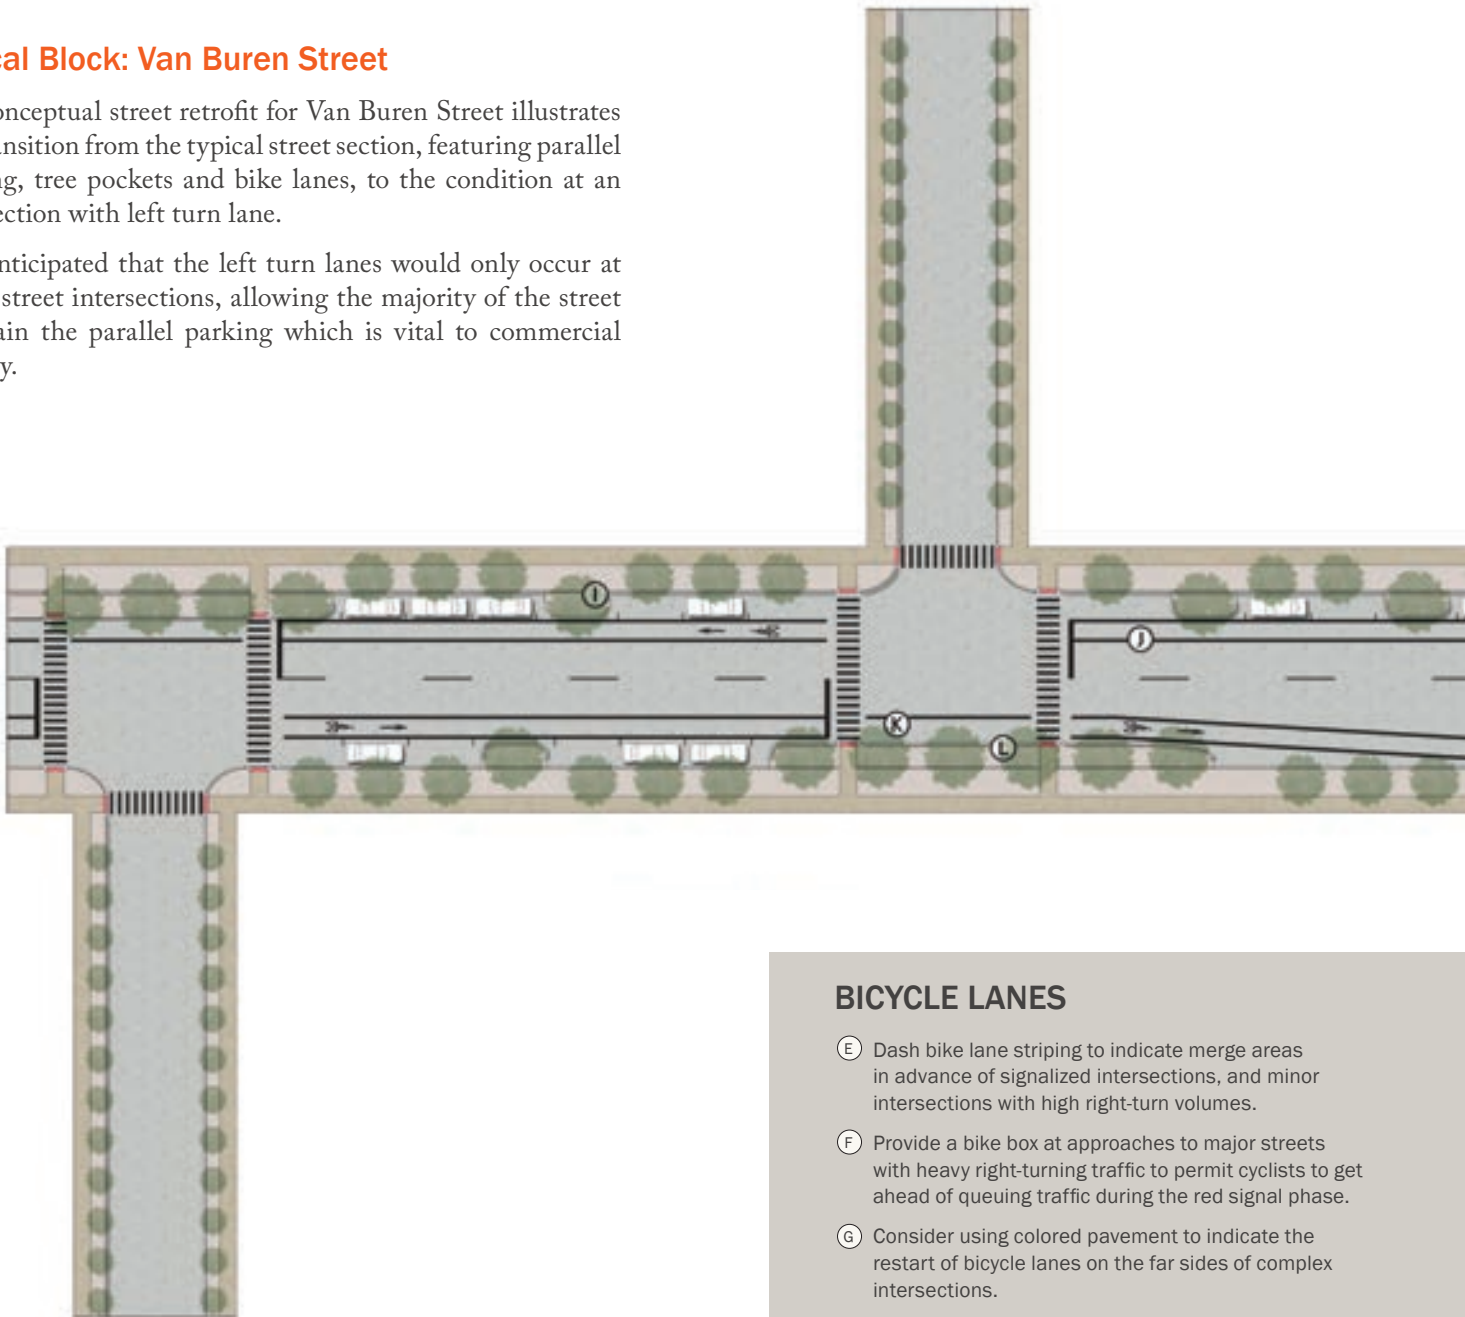 cal Block: Van Buren Street
onceptual street retrofit for Van Buren Street illustrates
ansition from the typical street section, featuring parallel
ng, tree pockets and bike lanes, to the condition at an
ection with left turn lane.
nticipated that the left turn lanes would only occur at
street intersections, allowing the majority of the street
ain the parallel parking which is vital to commercial
y.
I
J
K
L
BICYCLE LANES
E Dash bike lane striping to indicate merge areas
in advance of signalized intersections, and minor
intersections with high right-turn volumes.
F Provide a bike box at approaches to major streets
with heavy right-turning traffic to permit cyclists to get
ahead of queuing traffic during the red signal phase.
G Consider using colored pavement to indicate the
restart of bicycle lanes on the far sides of complex
intersections.